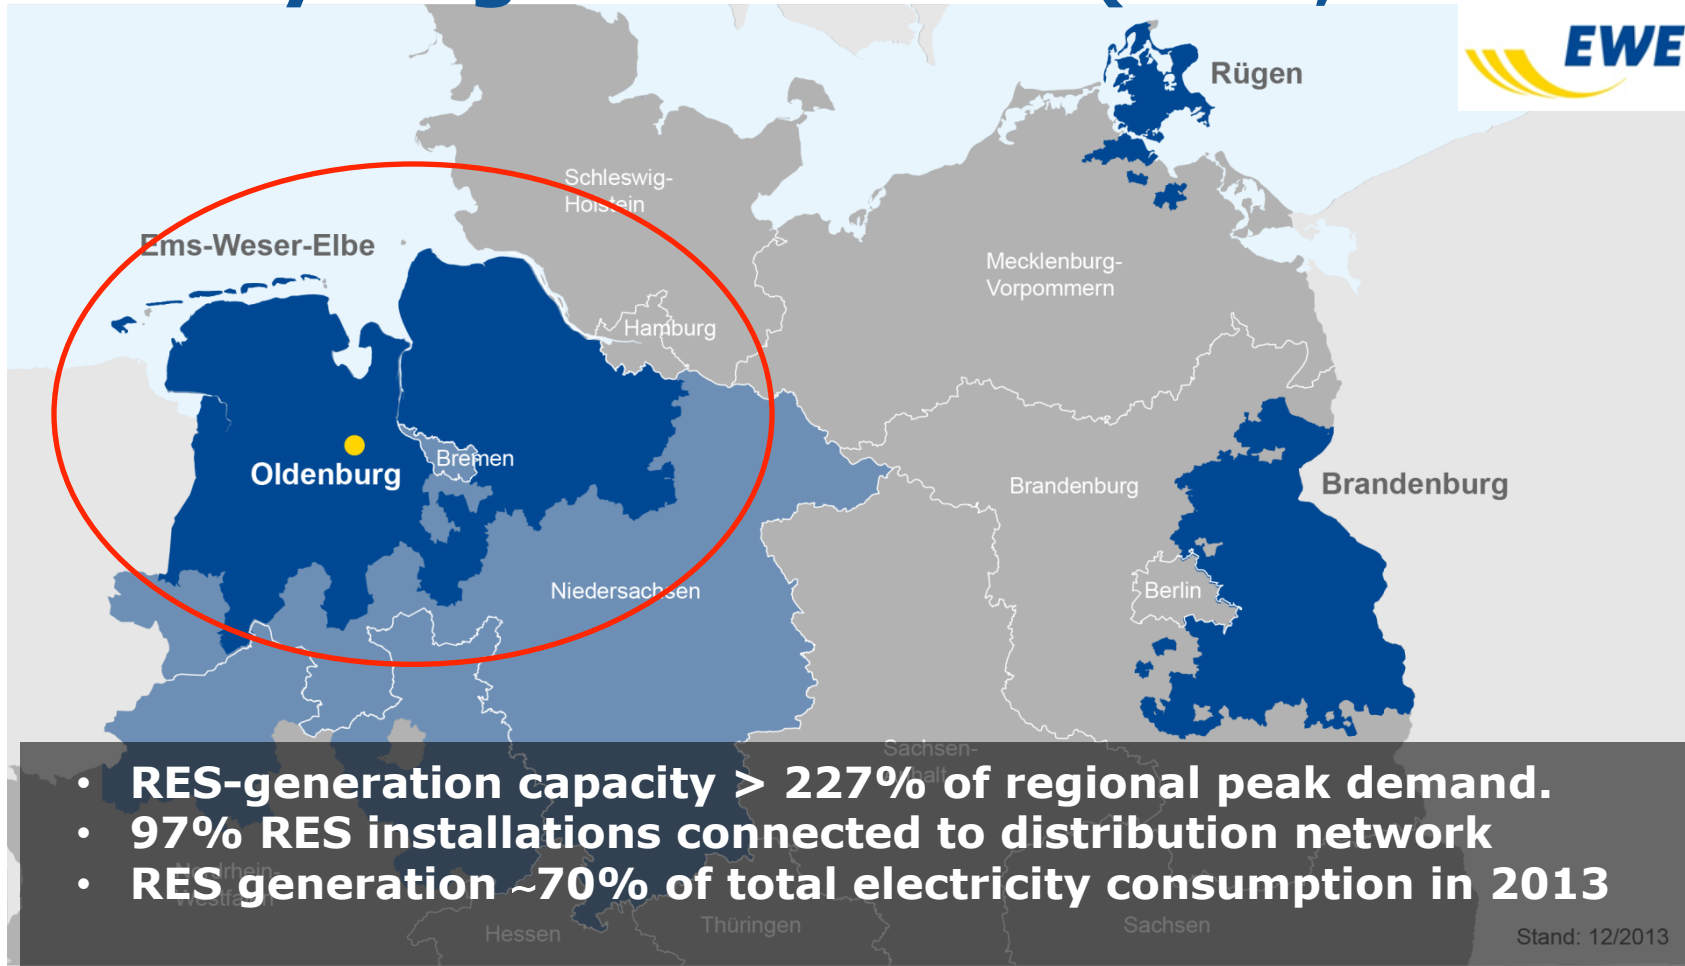 EWE
Rügen
Schleswig-
Holstein
Ems-Weser-Elbe
Mecklenburg-
Vorpommern
Hamburg
Bremen
Oldenburg
Brandenburg
Brandenburg
Niedersachsen
Berlin
Sachsen-
• RES-generation capacity > 227% of regional peak demand.
• 97% RES installations connected to distribution network
• RES generation ~70% of total electricity consumption in 2013
Hessen
Thüringen
Sachsen
Stand: 12/2013